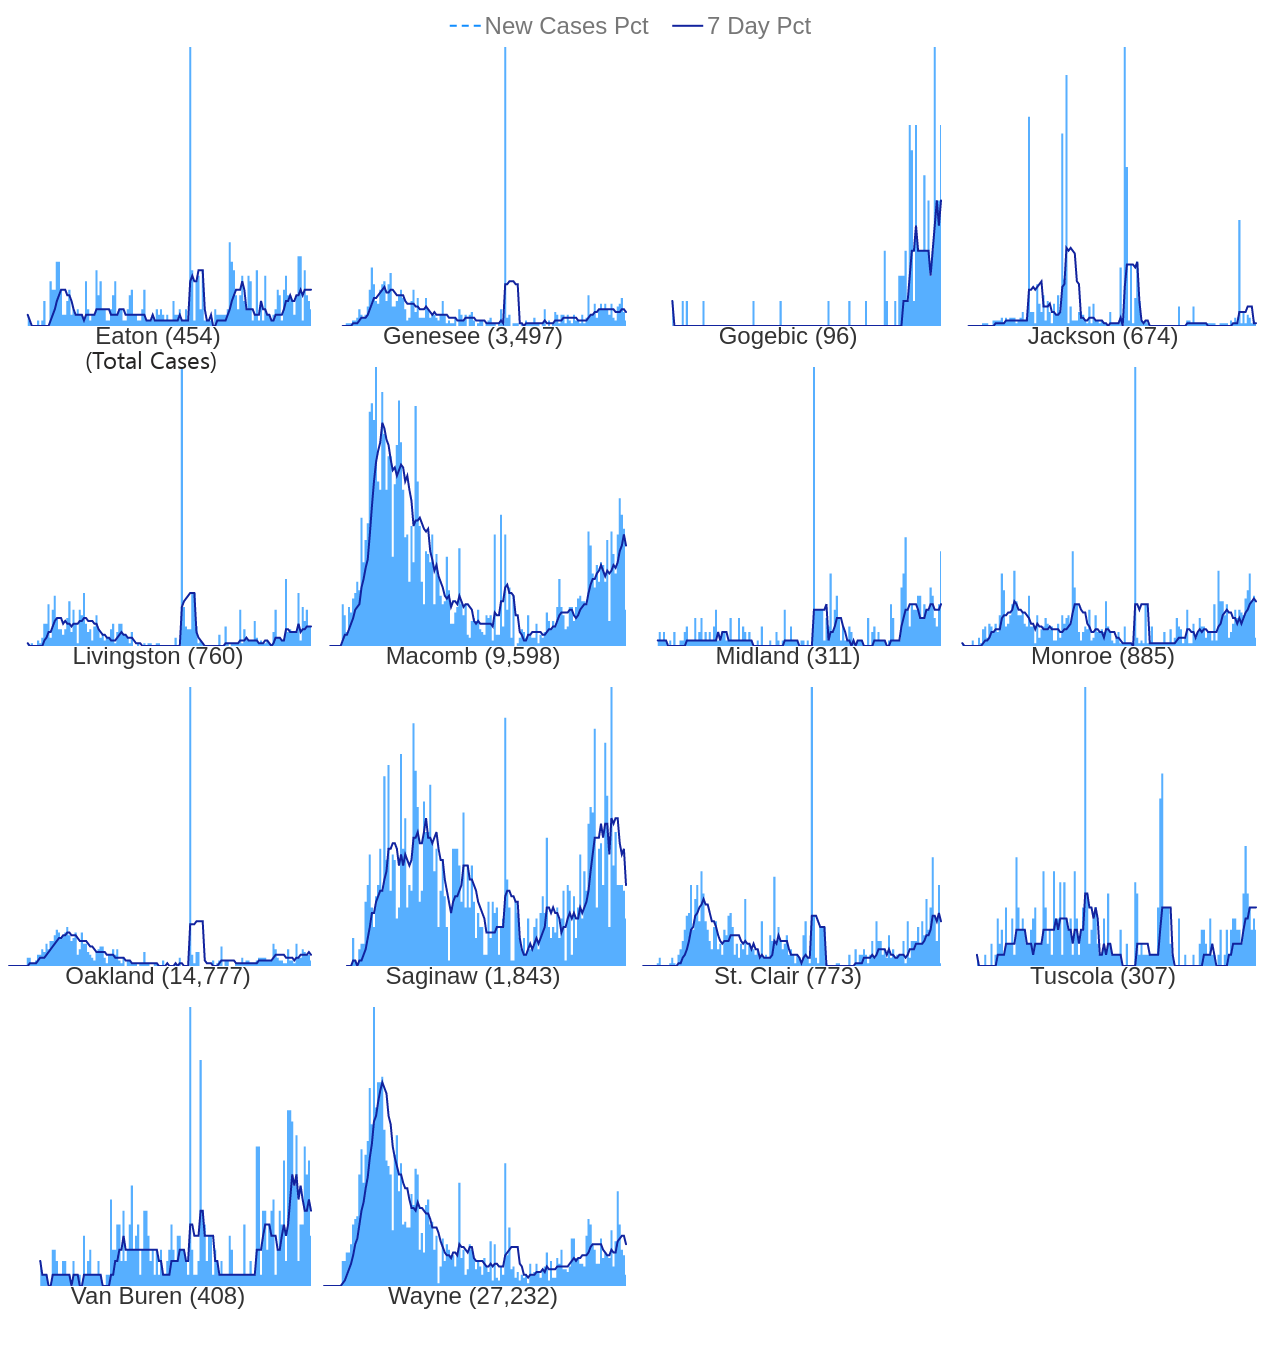 New Cases Pct 7 Day Pct
Eaton (454) Genesee (3,497) Gogebic (96) Jackson (674)
(Total Cases)
Livingston (760) Macomb (9,598) Midland (311) Monroe (885)
Oakland (14,777) Saginaw (1,843) St. Clair (773) Tuscola (307)
Van Buren (408) Wayne (27,232)